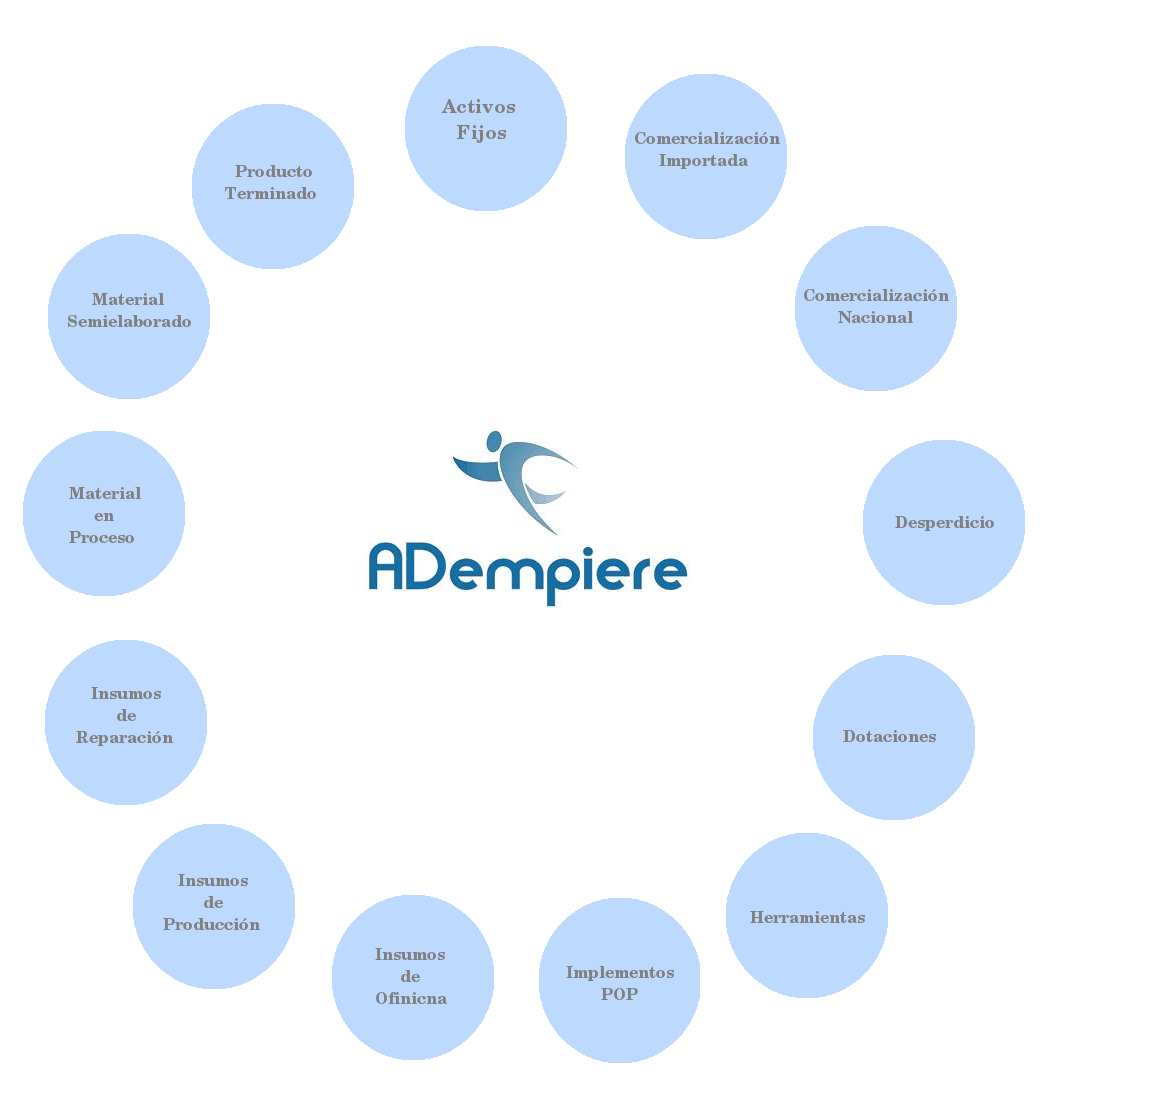 Activos
Fijos
Comercialización
Importada
Comercialización
Nacional
Desperdicio
Dotaciones
Herramientas
Implementos
POP
Insumos
de
Ofinicna
Insumos
de
Producción
Insumos
de
Reparación
Material
en
Proceso
Material
Semielaborado
Producto
Terminado
ADempiere